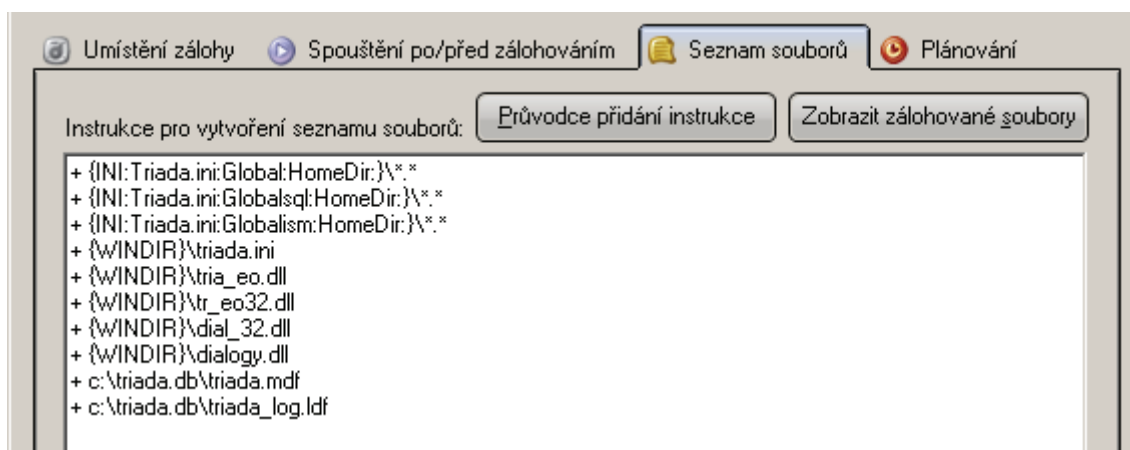 Umístění zálohy Spouštění po/před zálohováním Seznam souborů Plánování
Instrukce pro vytvoření seznamu souborů: Průvodce přidání instrukce Zobrazit zálohované soubory
+ {INI:Triada.ini:Global:HomeDir:}\*.*
+ {INI:Triada.ini:Globalsql:HomeDir:}\*.*
+ {INI:Triada.ini:Globalism:HomeDir:}\*.*
+ {WINDIR}\triada.ini
+ {WINDIR}\tria_eo.dll
+ {WINDIR}\tr_eo32.dll
+ {WINDIR}\dial_32.dll
+ {WINDIR}\dialogy.dll
+ c:\triada.db\triada.mdf
+ c:\triada.db\triada_log.ldf